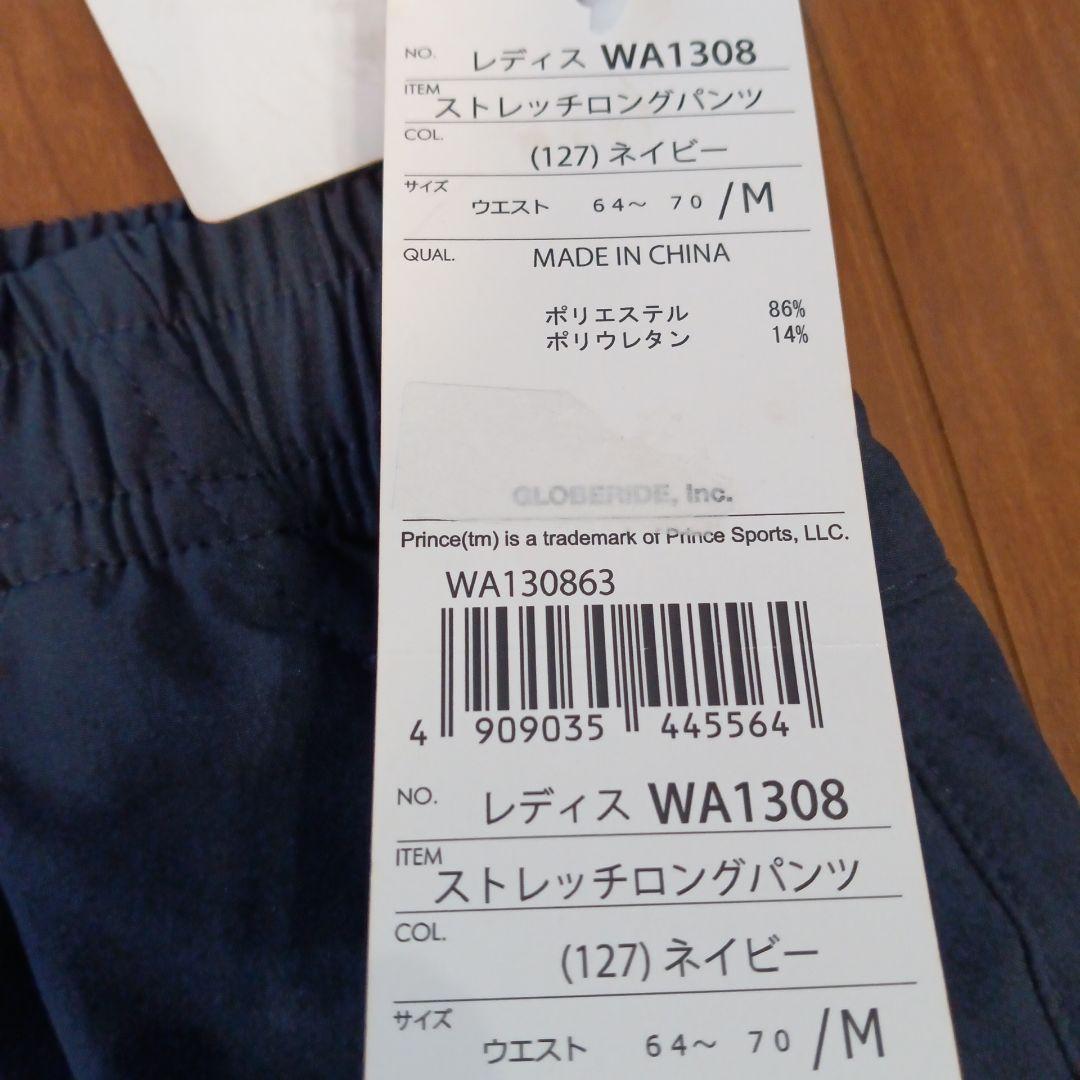 NO. レディス WA1308
ITEM ストレッチロングパンツ
COL. (127) ネイビー
サイズ ウエスト 64～ 70 /M
QUAL. MADE IN CHINA
ポリエステル 86%
ポリウレタン 14%
GLOBERIDE, Inc.
Prince(tm) is a trademark of Prince Sports, LLC.
WA130863
4 909035 445564
NO. レディス WA1308
ITEM ストレッチロングパンツ
COL. (127) ネイビー
サイズ ウエスト 64～ 70 /M